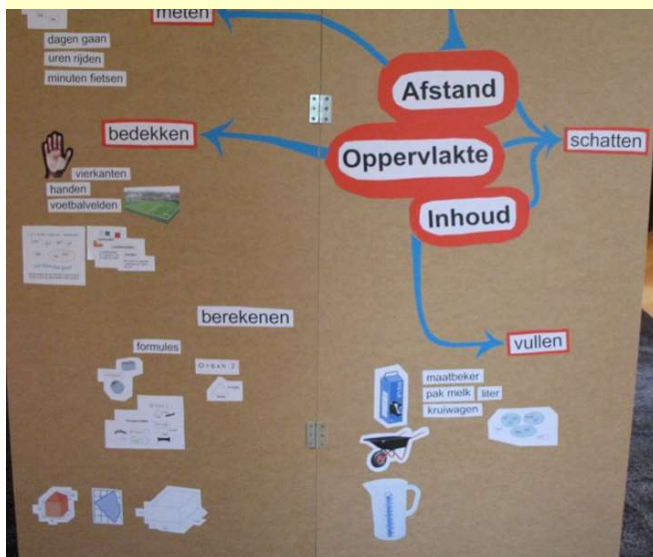 meten
dagen gaan
uren rijden
minuten fietsen
Afstand
bedekken
Oppervlakte
schatten
vierkanten
handen
voetbalvelden
Inhoud
berekenen
formules
O = b x h : 2
vullen
maatbeker
pak melk
liter
kruiwagen